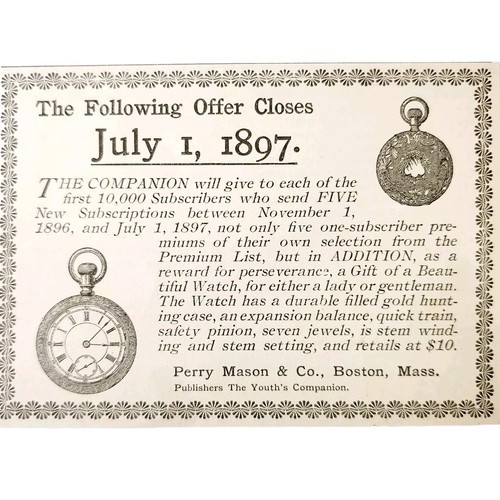 The Following Offer Closes
July 1, 1897.
THE COMPANION will give to each of the
first 10,000 Subscribers who send FIVE
New Subscriptions between November 1,
1896, and July 1, 1897, not only five one-subscriber pre-
miums of their own selection from the
Premium List, but in ADDITION, as a
reward for perseverance, a Gift of a Beau-
tiful Watch, for either a lady or gentleman.
The Watch has a durable filled gold hunt-
ing case, an expansion balance, quick train,
safety pinion, seven jewels, is stem wind-
ing and stem setting, and retails at $10.
Perry Mason & Co., Boston, Mass.
Publishers The Youth's Companion.